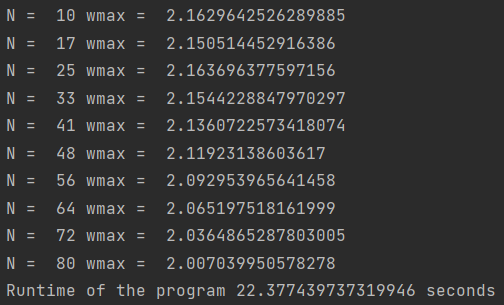 N =  10 wmax =  2.1629642526289885
N =  17 wmax =  2.150514452916386
N =  25 wmax =  2.163696377597156
N =  33 wmax =  2.1544228847970297
N =  41 wmax =  2.1360722573418074
N =  48 wmax =  2.11923138603617
N =  56 wmax =  2.092953965641458
N =  64 wmax =  2.065197518161999
N =  72 wmax =  2.0364865287803005
N =  80 wmax =  2.007039950578278
Runtime of the program 22.377439737319946 seconds